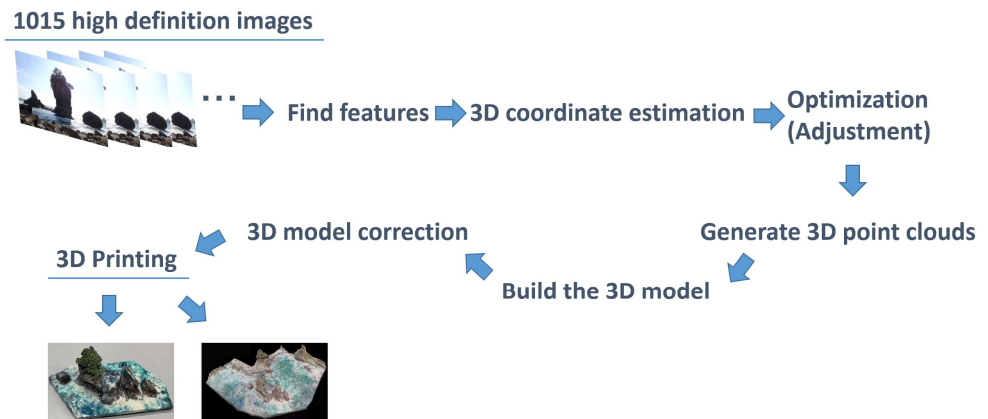 1015 high definition images
...
Find features
3D coordinate estimation
Optimization
(Adjustment)
Generate 3D point clouds
Build the 3D model
3D model correction
3D Printing